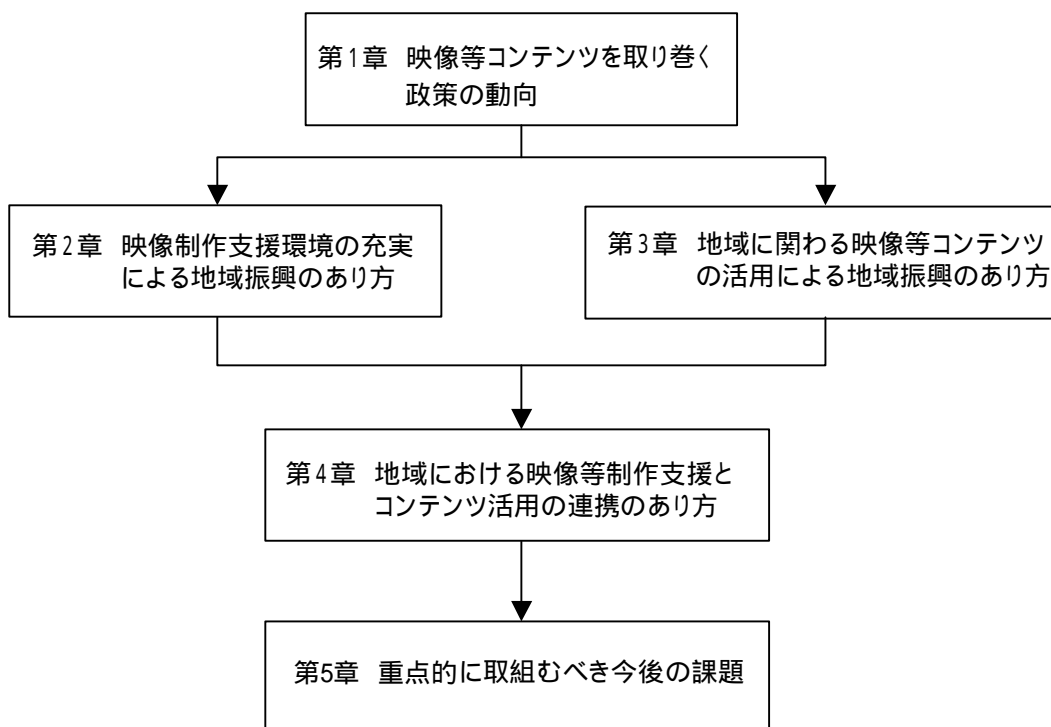 第1章 映像等コンテンツを取り巻く
政策の動向
第2章 映像制作支援環境の充実
による地域振興のあり方
第3章 地域に関わる映像等コンテンツ
の活用による地域振興のあり方
第4章 地域における映像等制作支援と
コンテンツ活用の連携のあり方
第5章 重点的に取組むべき今後の課題